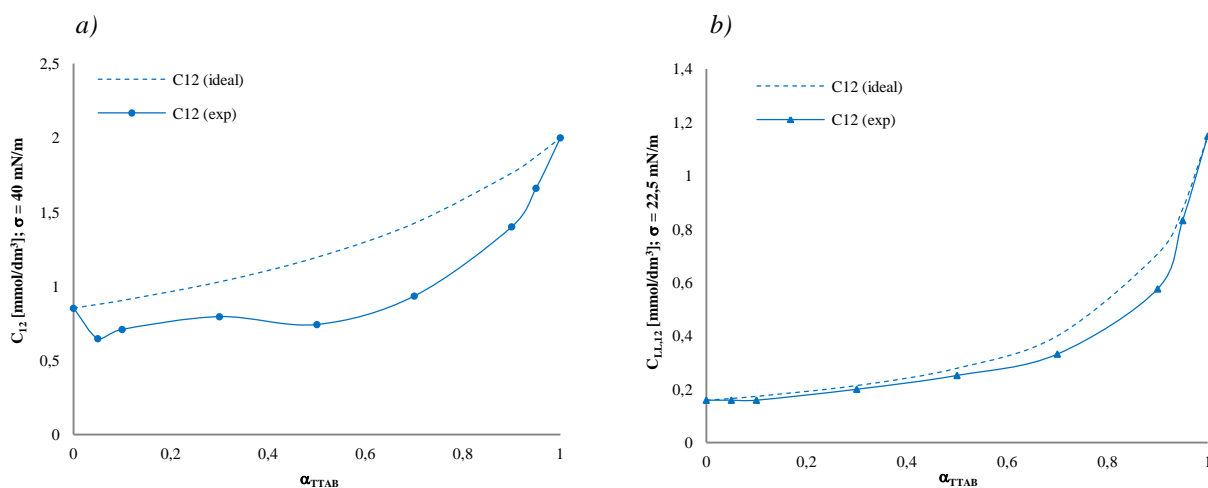 a)
C12 (ideal)
C12 (exp)
C12 [mmol/dm3]; σ = 40 mN/m
2,5
2
1,5
1
0,5
0
0 0,2 0,4 0,6 0,8 1
αTTAB
b)
C12 (ideal)
C12 (exp)
CLL,12 [mmol/dm3]; σ = 22,5 mN/m
1,4
1,2
1
0,8
0,6
0,4
0,2
0
0 0,2 0,4 0,6 0,8 1
αTTAB